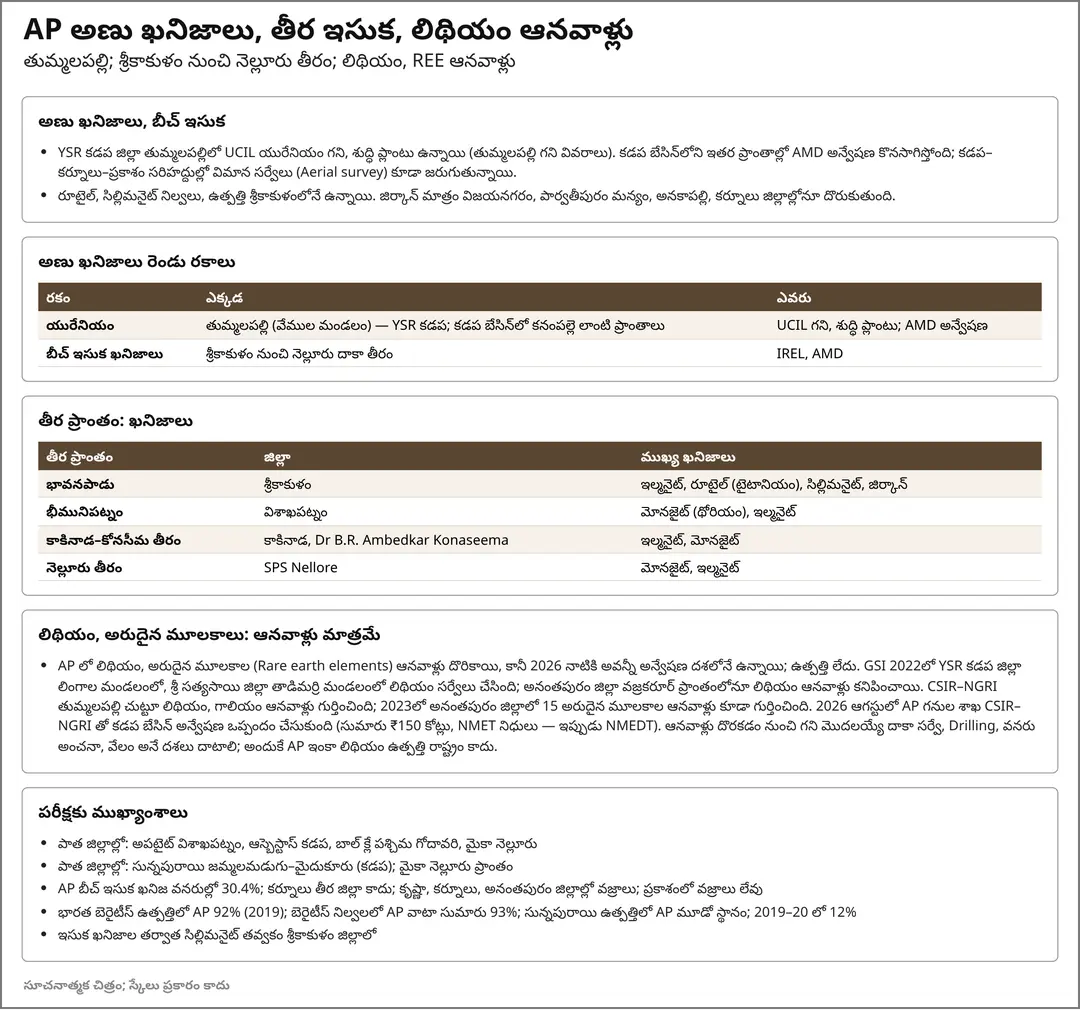 AP అణు ఖనిజాలు, తీర ఇసుక, లిథియం ఆనవాళ్లు
తుమ్మలపల్లి; శ్రీకాకుళం నుంచి నెల్లూరు తీరం; లిథియం, REE ఆనవాళ్లు
అణు ఖనిజాలు, బీచ్ ఇసుక
• YSR కడప జిల్లా తుమ్మలపల్లిలో UCIL యురేనియం గని, శుద్ధి ప్లాంటు ఉన్నాయి (తుమ్మలపల్లి గని వివరాలు). కడప బేసిన్‌లోని ఇతర ప్రాంతాల్లో AMD అన్వేషణ కొనసాగిస్తోంది; కడప–
కర్నూలు–ప్రకాశం సరిహద్దుల్లో విమాన సర్వేలు (Aerial survey) కూడా జరుగుతున్నాయి.
• రూటైల్, సిల్లిమనైట్ నిల్వలు, ఉత్పత్తి శ్రీకాకుళంలోనే ఉన్నాయి. జిర్కాన్ మాత్రం విజయనగరం, పార్వతీపురం మన్యం, అనకాపల్లి, కర్నూలు జిల్లాల్లోనూ దొరుకుతుంది.
అణు ఖనిజాలు రెండు రకాలు
రకం ఎక్కడ ఎవరు
యురేనియం తుమ్మలపల్లి (వేముల మండలం) — YSR కడప; కడప బేసిన్‌లో కనంపల్లె లాంటి ప్రాంతాలు UCIL గని, శుద్ధి ప్లాంటు; AMD అన్వేషణ
బీచ్ ఇసుక ఖనిజాలు శ్రీకాకుళం నుంచి నెల్లూరు దాకా తీరం IREL, AMD
తీర ప్రాంతం: ఖనిజాలు
తీర ప్రాంతం జిల్లా ముఖ్య ఖనిజాలు
భావనపాడు శ్రీకాకుళం ఇల్మనైట్, రూటైల్ (టైటానియం), సిల్లిమనైట్, జిర్కాన్
భీమునిపట్నం విశాఖపట్నం మోనజైట్ (థోరియం), ఇల్మనైట్
కాకినాడ–కోనసీమ తీరం కాకినాడ, Dr B.R. Ambedkar Konaseema ఇల్మనైట్, మోనజైట్
నెల్లూరు తీరం SPS Nellore మోనజైట్, ఇల్మనైట్
లిథియం, అరుదైన మూలకాలు: ఆనవాళ్లు మాత్రమే
• AP లో లిథియం, అరుదైన మూలకాల (Rare earth elements) ఆనవాళ్లు దొరికాయి, కానీ 2026 నాటికి అవన్నీ అన్వేషణ దశలోనే ఉన్నాయి; ఉత్పత్తి లేదు. GSI 2022లో YSR కడప జిల్లా
లింగాల మండలంలో, శ్రీ సత్యసాయి జిల్లా తాడిమర్రి మండలంలో లిథియం సర్వేలు చేసింది; అనంతపురం జిల్లా వజ్రకరూర్ ప్రాంతంలోనూ లిథియం ఆనవాళ్లు కనిపించాయి. CSIR–NGRI
తుమ్మలపల్లి చుట్టూ లిథియం, గాలియం ఆనవాళ్లు గుర్తించింది; 2023లో అనంతపురం జిల్లాలో 15 అరుదైన మూలకాల ఆనవాళ్లు కూడా గుర్తించింది. 2026 ఆగస్టులో AP గనుల శాఖ CSIR–
NGRI తో కడప బేసిన్ అన్వేషణ ఒప్పందం చేసుకుంది (సుమారు ₹150 కోట్లు, NMET నిధులు — ఇప్పుడు NMEDT). ఆనవాళ్లు దొరకడం నుంచి గని మొదలయ్యే దాకా సర్వే, Drilling, వనరు
అంచనా, వేలం అనే దశలు దాటాలి; అందుకే AP ఇంకా లిథియం ఉత్పత్తి రాష్ట్రం కాదు.
పరీక్షకు ముఖ్యాంశాలు
• పాత జిల్లాల్లో: అపటైట్ విశాఖపట్నం, ఆస్బెస్టాస్ కడప, బాల్ క్లే పశ్చిమ గోదావరి, మైకా నెల్లూరు
• పాత జిల్లాల్లో: సున్నపురాయి జమ్మలమడుగు–మైదుకూరు (కడప); మైకా నెల్లూరు ప్రాంతం
• AP బీచ్ ఇసుక ఖనిజ వనరుల్లో 30.4%; కర్నూలు తీర జిల్లా కాదు; కృష్ణా, కర్నూలు, అనంతపురం జిల్లాల్లో వజ్రాలు; ప్రకాశంలో వజ్రాలు లేవు
• భారత బెరైటీస్ ఉత్పత్తిలో AP 92% (2019); బెరైటీస్ నిల్వలలో AP వాటా సుమారు 93%; సున్నపురాయి ఉత్పత్తిలో AP మూడో స్థానం; 2019–20 లో 12%
• ఇసుక ఖనిజాల తర్వాత సిల్లిమనైట్ తవ్వకం శ్రీకాకుళం జిల్లాలో
సూచనాత్మక చిత్రం; స్కేలు ప్రకారం కాదు